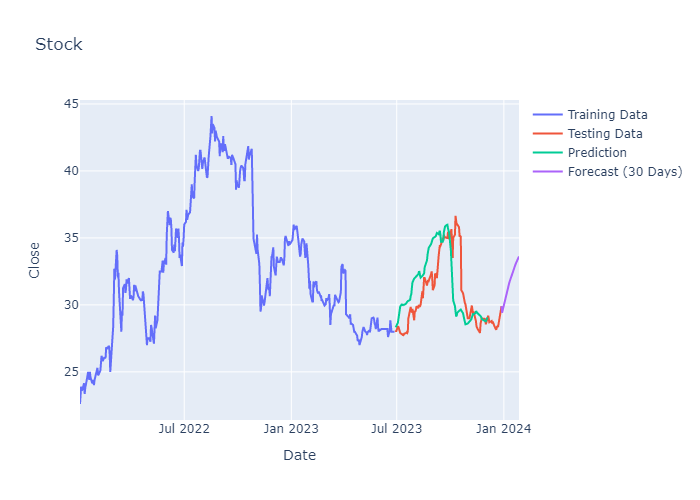 Stock
45
40
35
30
25
Close
Jul 2022
Jan 2023
Jul 2023
Jan 2024
Date
Training Data
Testing Data
Prediction
Forecast (30 Days)